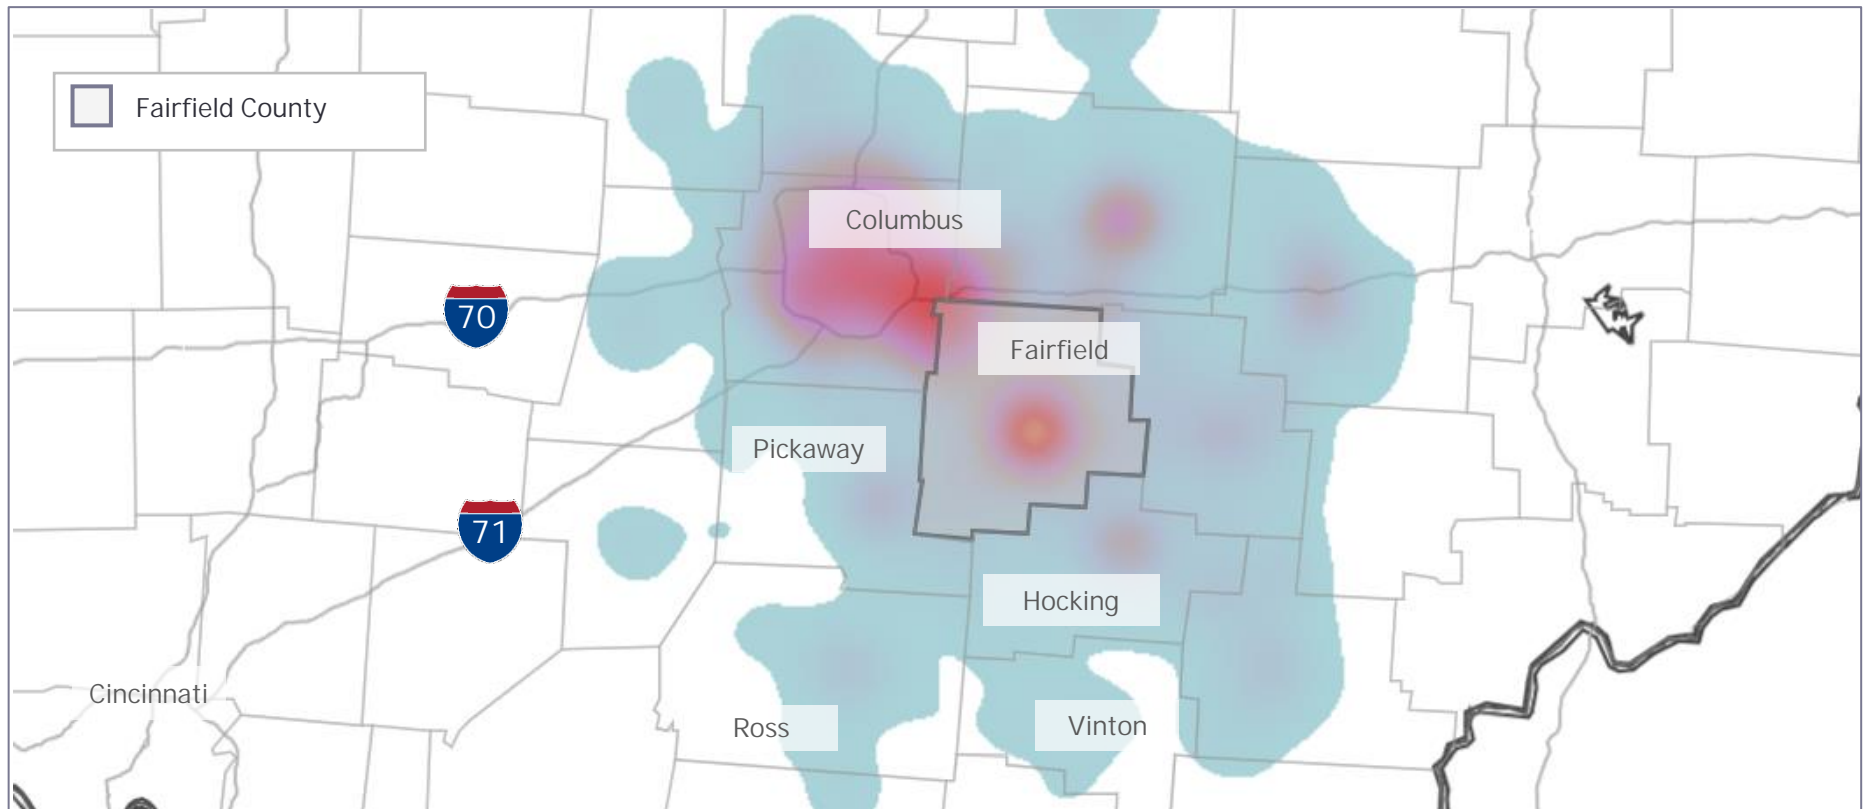 Fairfield County
Columbus
70
Fairfield
Pickaway
71
Hocking
Cincinnati
Ross
Vinton